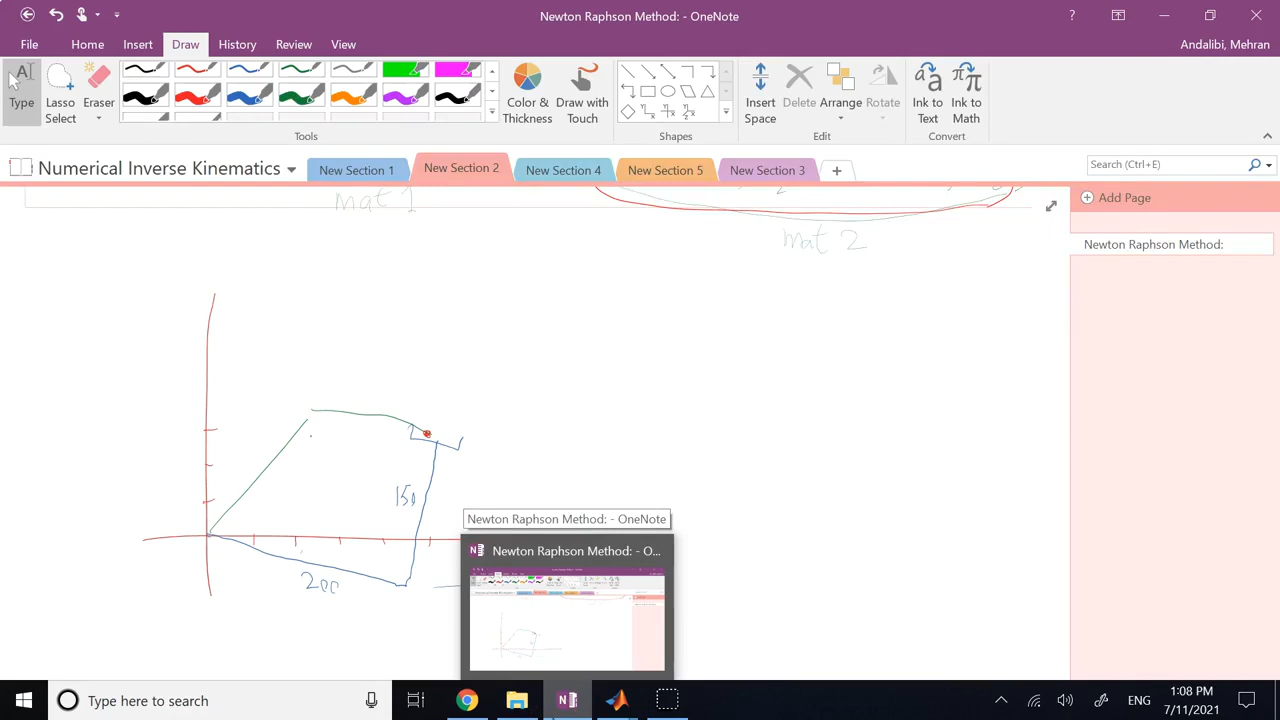 Newton Raphson Method: - OneNote
File
Home
Insert
Draw
History
Review
View
Andalibi, Mehran
Type
Lasso
Select
Eraser
Color &
Thickness
Draw with
Touch
Insert
Space
Delete
Arrange
Rotate
Ink to
Text
Ink to
Math
Tools
Shapes
Edit
Convert
Numerical Inverse Kinematics
New Section 1
New Section 2
New Section 4
New Section 5
New Section 3
Search (Ctrl+E)
Add Page
Newton Raphson Method:
mat 1
mat 2
150
200
Newton Raphson Method: - OneNote
Newton Raphson Method: - O...
Type here to search
ENG
1:08 PM
7/11/2021